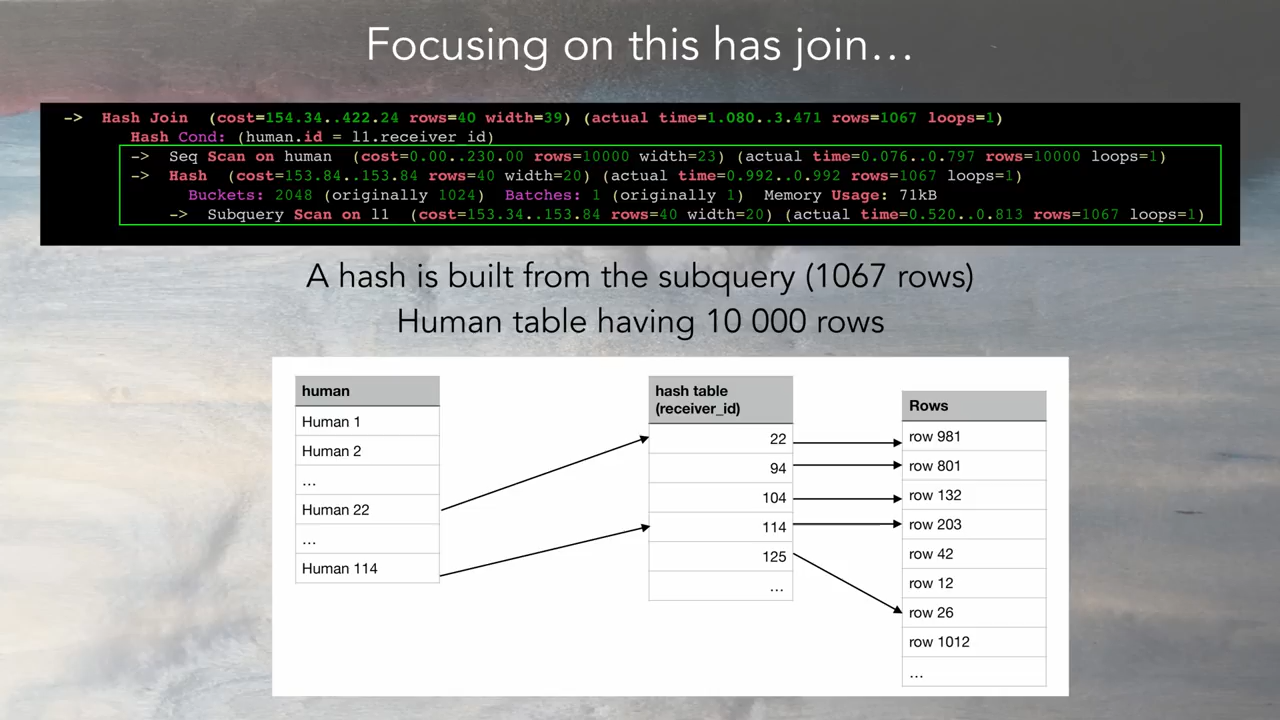 Focusing on this has join...
-> Hash Join (cost=154.34..422.24 rows=40 width=39) (actual time=1.080..3.471 rows=1067 loops=1)
Hash Cond: (human.id = l1.receiver_id)
-> Seq Scan on human (cost=0.00..230.00 rows=10000 width=23) (actual time=0.076..0.797 rows=10000 loops=1)
-> Hash (cost=153.84..153.84 rows=40 width=20) (actual time=0.992..0.992 rows=1067 loops=1)
Buckets: 2048 (originally 1024) Batches: 1 (originally 1) Memory Usage: 71kB
-> Subquery Scan on l1 (cost=153.34..153.84 rows=40 width=20) (actual time=0.520..0.813 rows=1067 loops=1)
A hash is built from the subquery (1067 rows)
Human table having 10 000 rows
human
Human 1
Human 2
...
Human 22
...
Human 114
hash table
(receiver_id)
22
94
104
114
125
...
Rows
row 981
row 801
row 132
row 203
row 42
row 12
row 26
row 1012
...